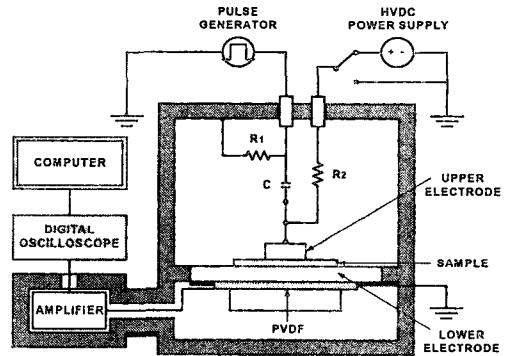 PULSE
GENERATOR
HVDC
POWER SUPPLY
+ -
R1
C
R2
COMPUTER
DIGITAL
OSCILLOSCOPE
AMPLIFIER
UPPER
ELECTRODE
SAMPLE
LOWER
ELECTRODE
PVDF